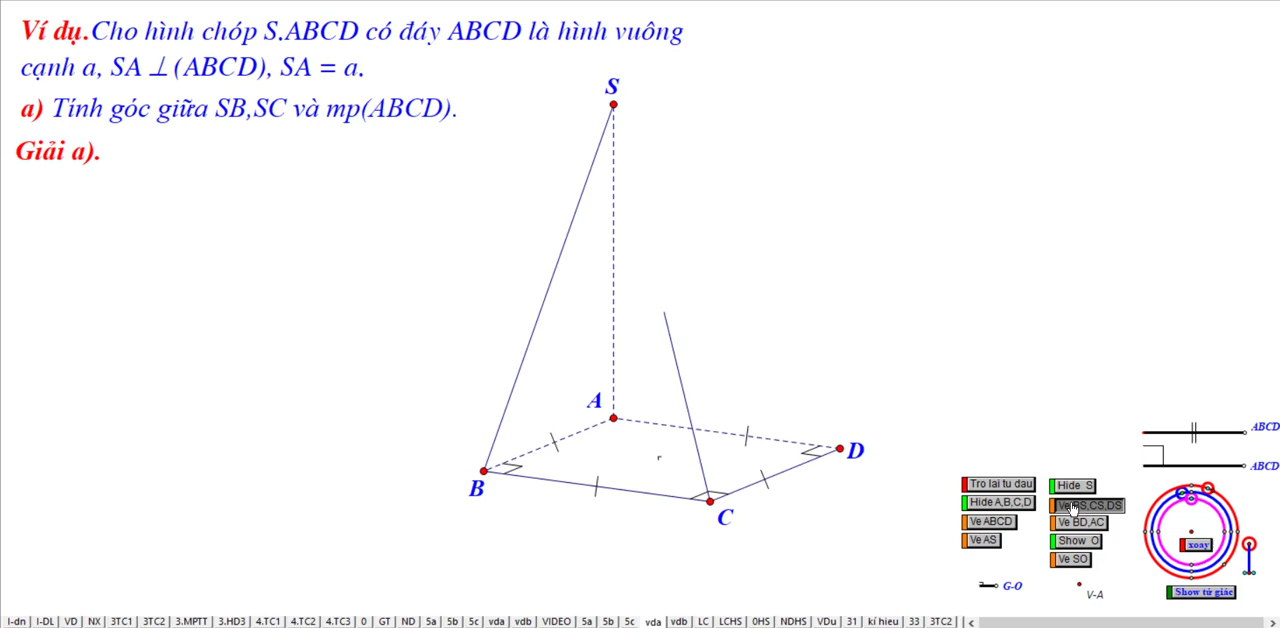 Ví dụ.Cho hình chóp S.ABCD có đáy ABCD là hình vuông
cạnh a, SA ⊥ (ABCD), SA = a.
a) Tính góc giữa SB,SC và mp(ABCD).
Giải a).
S
A
D
B
C
ABCD
ABCD
Tro lai tu dau
Hide S
Hide A,B,C,D
Ve BS,CS,DS
Ve ABCD
Ve BD,AC
Ve AS
Show O
Ve SO
xoay
G-O
V-A
Show tứ giác
I-dn | I-DL | VD | NX | 3TC1 | 3TC2 | 3.MPTT | 3.HD3 | 4.TC1 | 4.TC2 | 4.TC3 | 0 | GT | ND | 5a | 5b | 5c | vda | vdb | VIDEO | 5a | 5b | 5c | vda | vdb | LC | LCHS | 0HS | NDHS | VDu | 31 | kí hieu | 33 | 3TC2